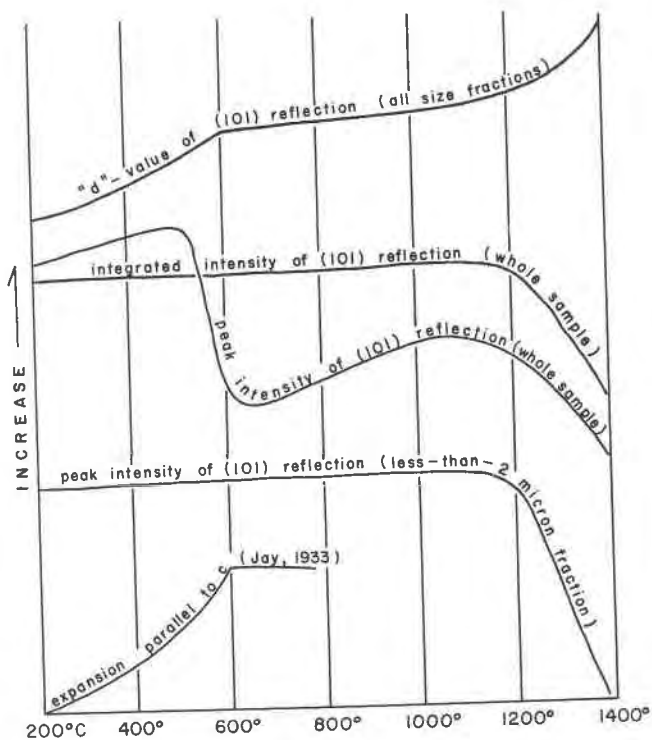 "d"-value of (101) reflection (all size fractions)
integrated intensity of (101) reflection (whole sample)
peak intensity of (101) reflection (whole sample)
INCREASE
peak intensity of (101) reflection (less-than-2 micron fraction)
expansion parallel to c (Jay, 1933)
200°C 400° 600° 800° 1000° 1200° 1400°